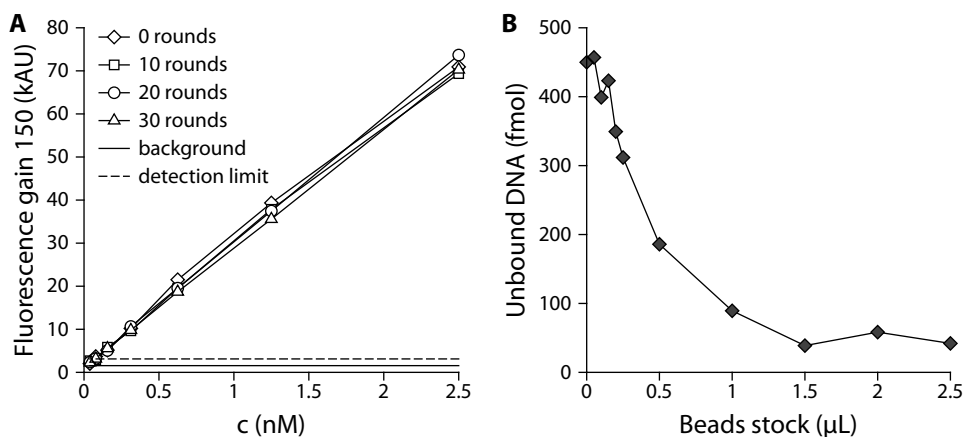 A
Fluorescence gain 150 (kAU)
80
70
60
50
40
30
20
10
0
0 rounds
10 rounds
20 rounds
30 rounds
background
detection limit
0 0.5 1 1.5 2 2.5
c (nM)
B
Unbound DNA (fmol)
500
400
300
200
100
0
0 0.5 1 1.5 2 2.5
Beads stock (µL)